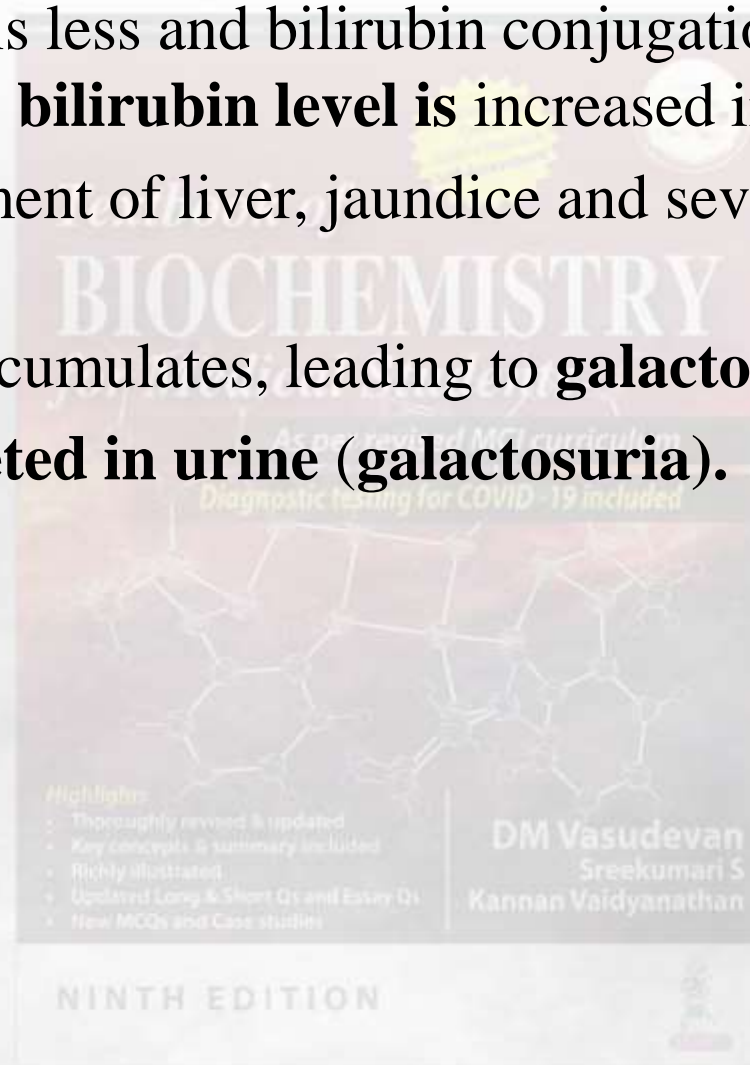 is less and bilirubin conjugatio
bilirubin level is increased i
ment of liver, jaundice and sev
BIOCHEMISTRY
cumulates, leading to galacto
As per revised MCI curriculum
eted in urine (galactosuria).
Diagnostic testing for COVID-19 included
Highlights
• Thoroughly revised & updated
• Key concepts & summary included
• Richly illustrated
• Updated Long & Short Qs and Essay Qs
• New MCQs and Case studies
DM Vasudevan
Sreekumari S
Kannan Vaidyanathan
NINTH EDITION